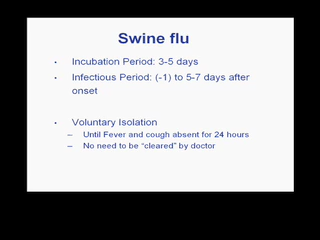 Swine flu
• Incubation Period: 3-5 days
• Infectious Period: (-1) to 5-7 days after
onset
• Voluntary Isolation
– Until Fever and cough absent for 24 hours
– No need to be “cleared” by doctor